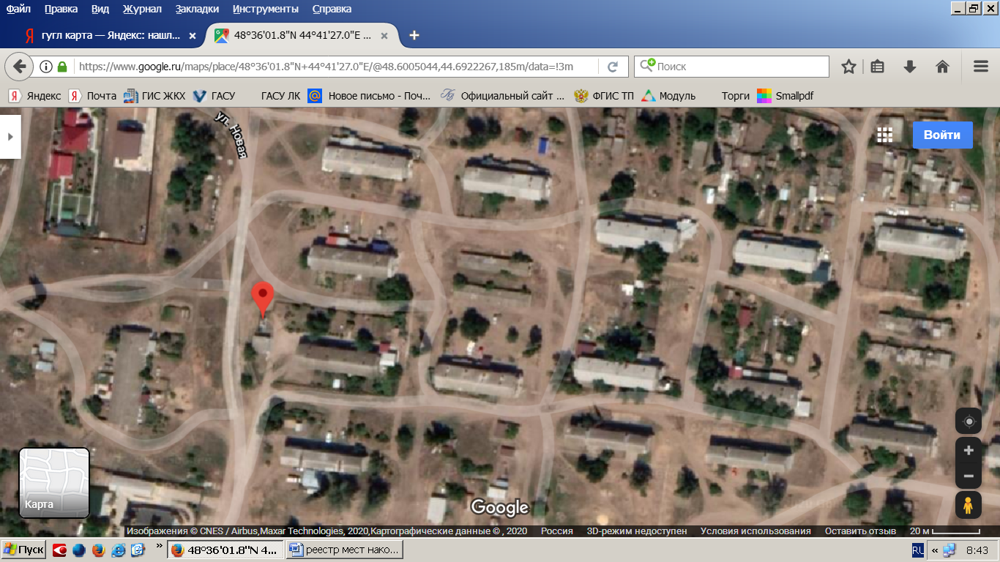 Файл Правка Вид Журнал Закладки Инструменты Справка
гугл карта — Яндекс: нашл...
48°36'01.8"N 44°41'27.0"E ...
https://www.google.ru/maps/place/48°36'01.8"N+44°41'27.0"E/@48.6005044,44.6922267,185m/data=!3m
Поиск
Яндекс Почта ГИС ЖКХ ГАСУ ГАСУ ЛК Новое письмо - Поч... Официальный сайт ... ФГИС ТП Модуль Торги Smallpdf
ул. Новая
Войти
Карта
Google
Изображения © CNES / Airbus,Maxar Technologies, 2020,Картографические данные © , 2020 Россия 3D-режим недоступен Условия использования Оставить отзыв 20 м
Пуск » 48°36'01.8"N 4... реестр мест нако... RU « 8:43